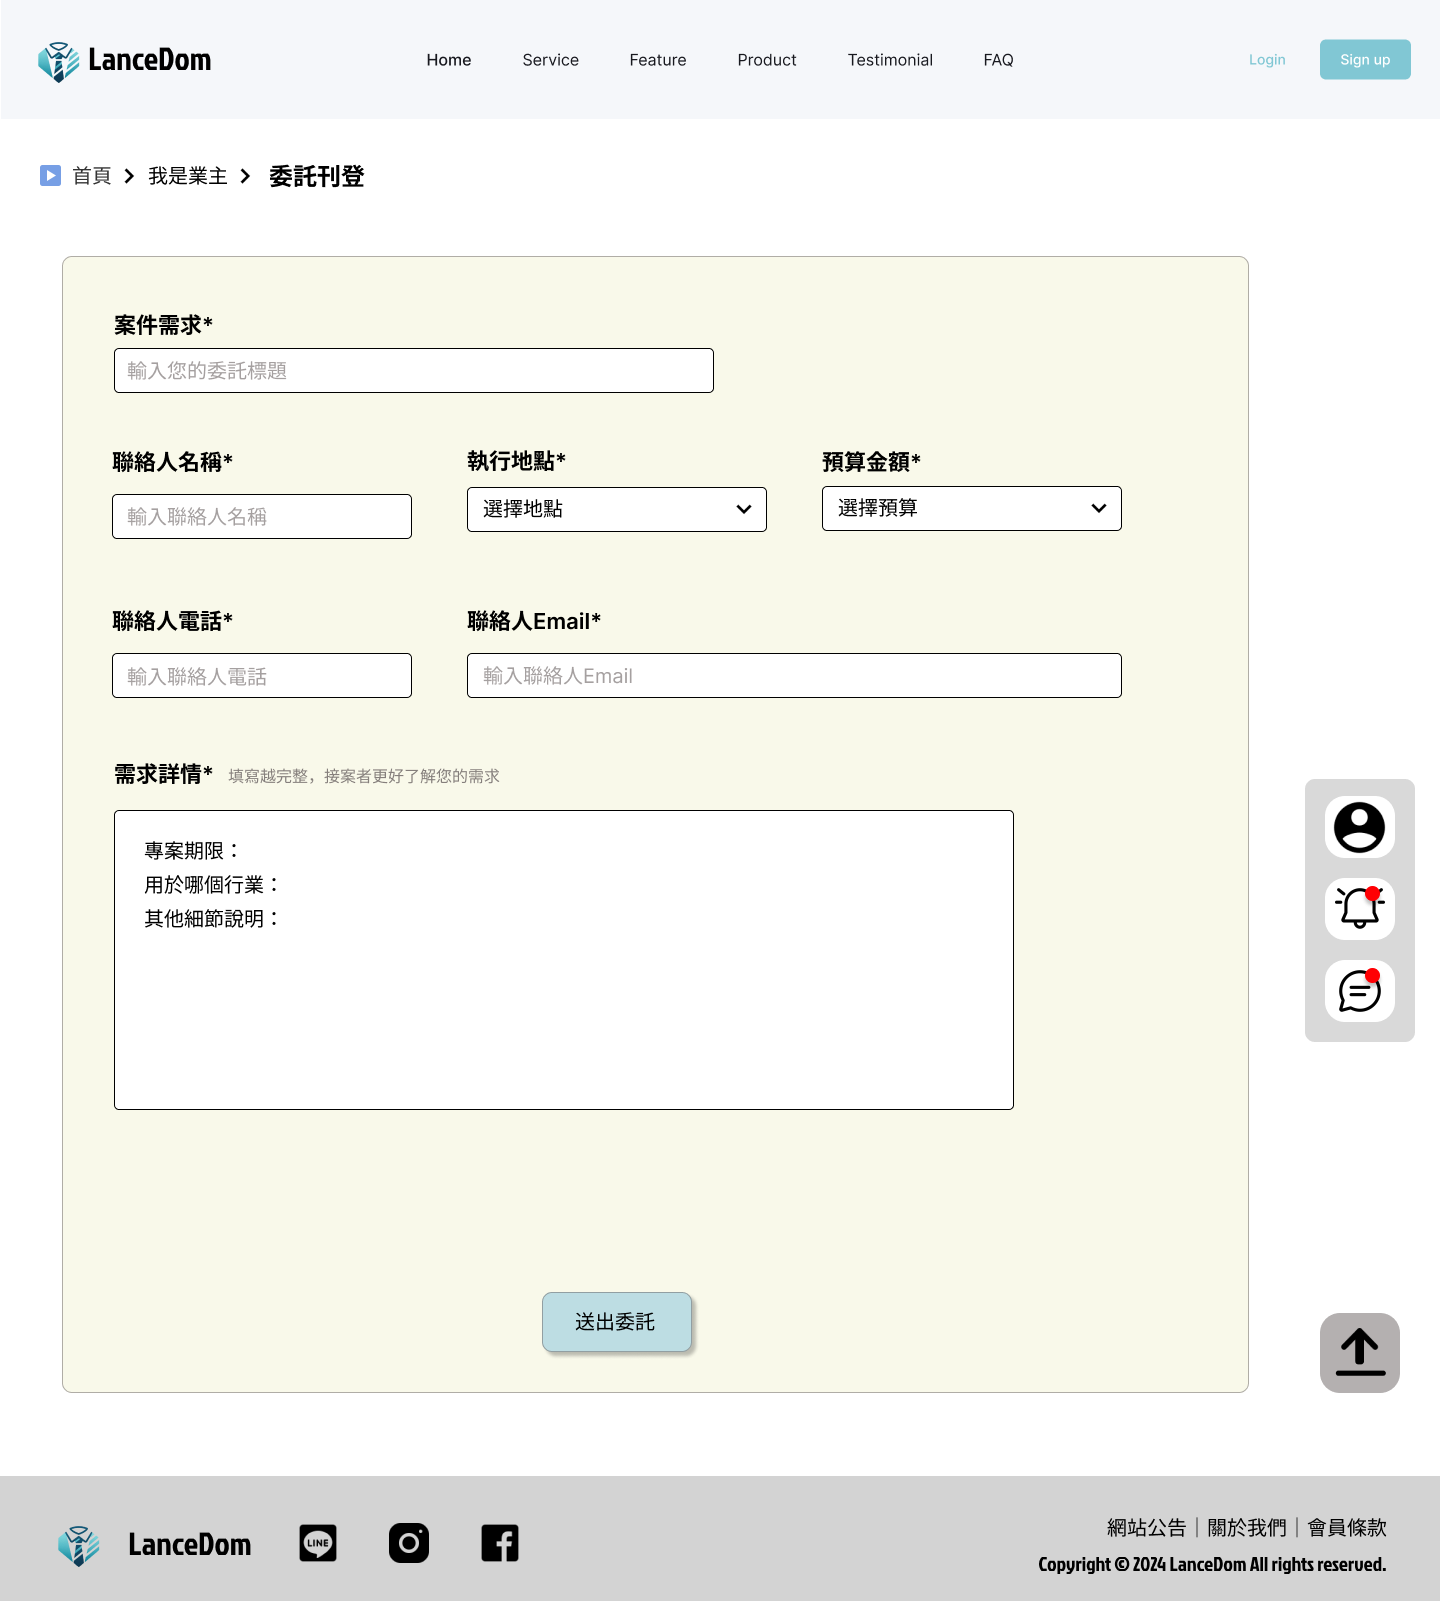 LanceDom
Home Service Feature Product Testimonial FAQ
Login Sign up
首頁 我是業主 委託刊登
案件需求*
輸入您的委託標題
聯絡人名稱* 執行地點* 預算金額*
輸入聯絡人名稱 選擇地點 選擇預算
聯絡人電話* 聯絡人Email*
輸入聯絡人電話 輸入聯絡人Email
需求詳情* 填寫越完整，接案者更好了解您的需求
專案期限：
用於哪個行業：
其他細節說明：
送出委託
LanceDom
LINE
網站公告｜關於我們｜會員條款
Copyright © 2024 LanceDom All rights reserved.